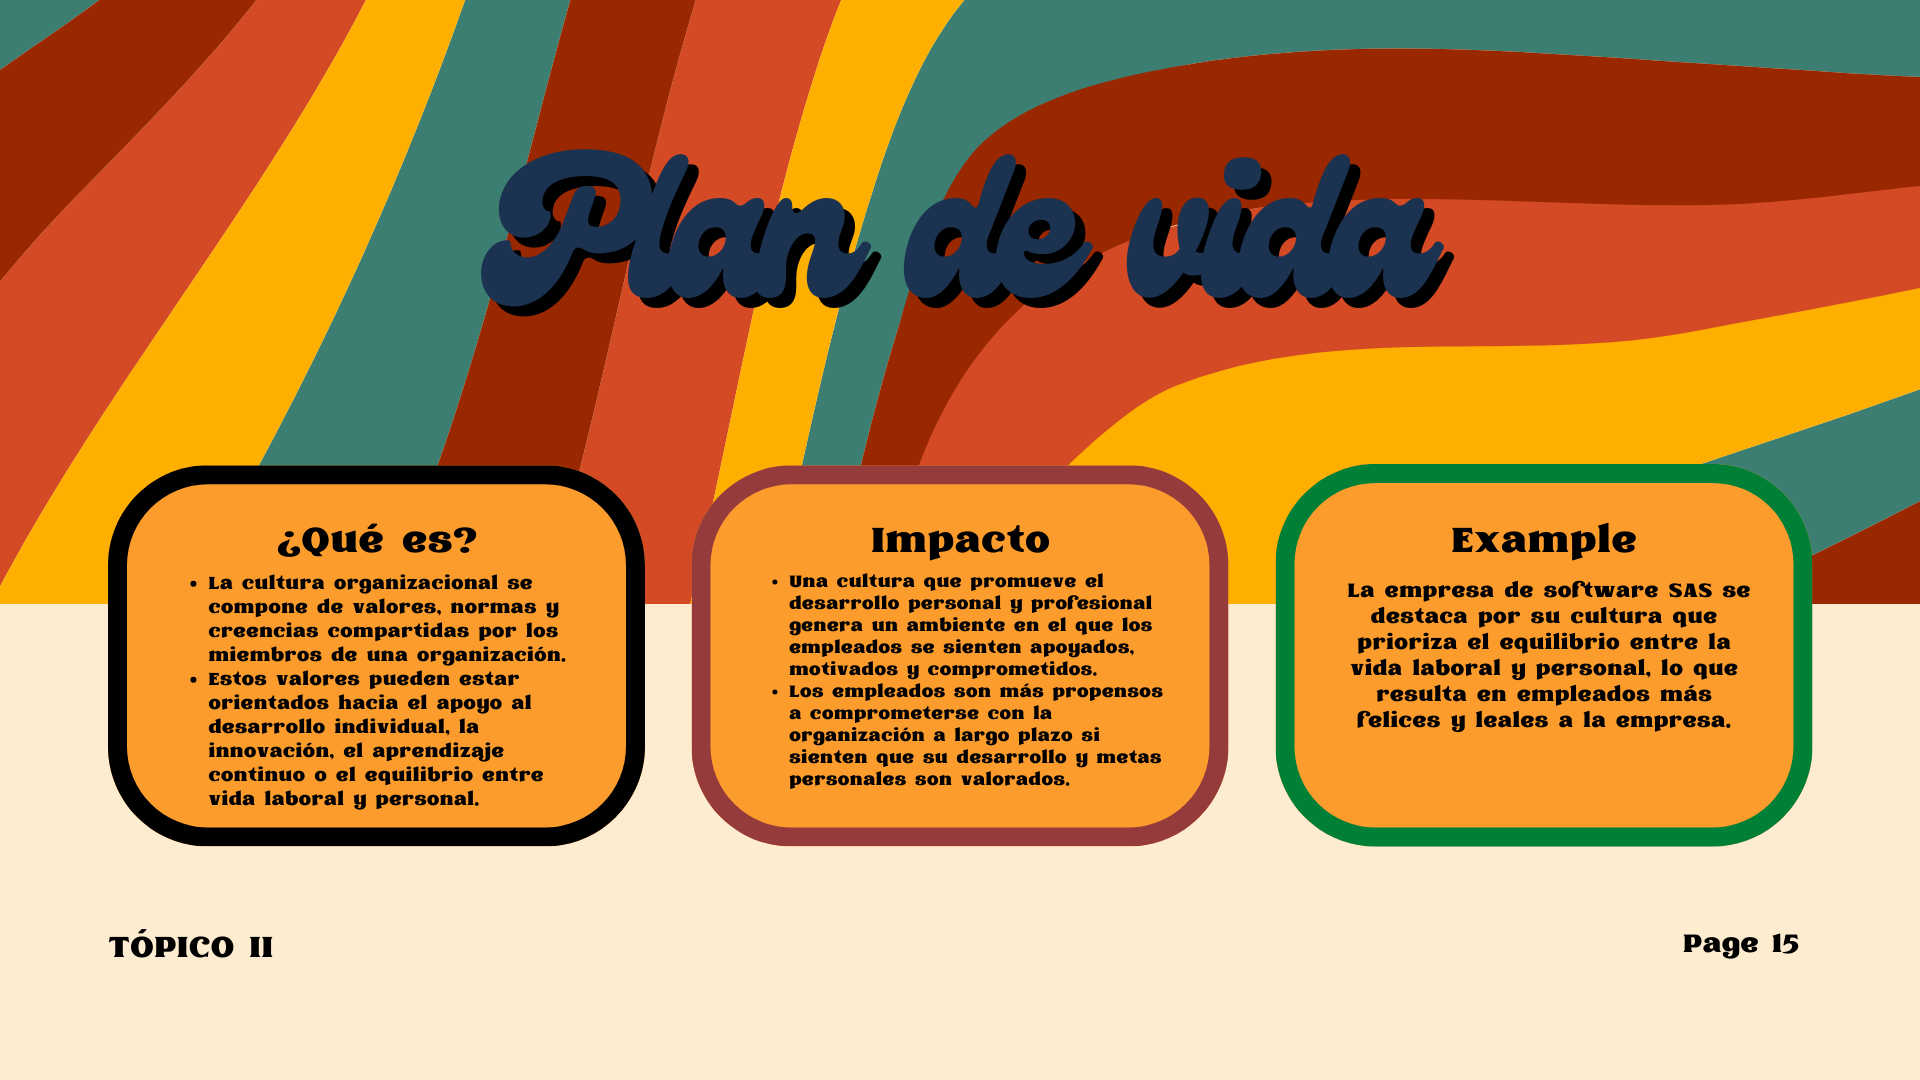 Plan de vida
¿Qué es?
• La cultura organizacional se
compone de valores, normas y
creencias compartidas por los
miembros de una organización.
• Estos valores pueden estar
orientados hacia el apoyo al
desarrollo individual, la
innovación, el aprendizaje
continuo o el equilibrio entre
vida laboral y personal.
Impacto
• Una cultura que promueve el
desarrollo personal y profesional
genera un ambiente en el que los
empleados se sienten apoyados,
motivados y comprometidos.
• Los empleados son más propensos
a comprometerse con la
organización a largo plazo si
sienten que su desarrollo y metas
personales son valorados.
Example
La empresa de software SAS se
destaca por su cultura que
prioriza el equilibrio entre la
vida laboral y personal, lo que
resulta en empleados más
felices y leales a la empresa.
TÓPICO II
Page 15